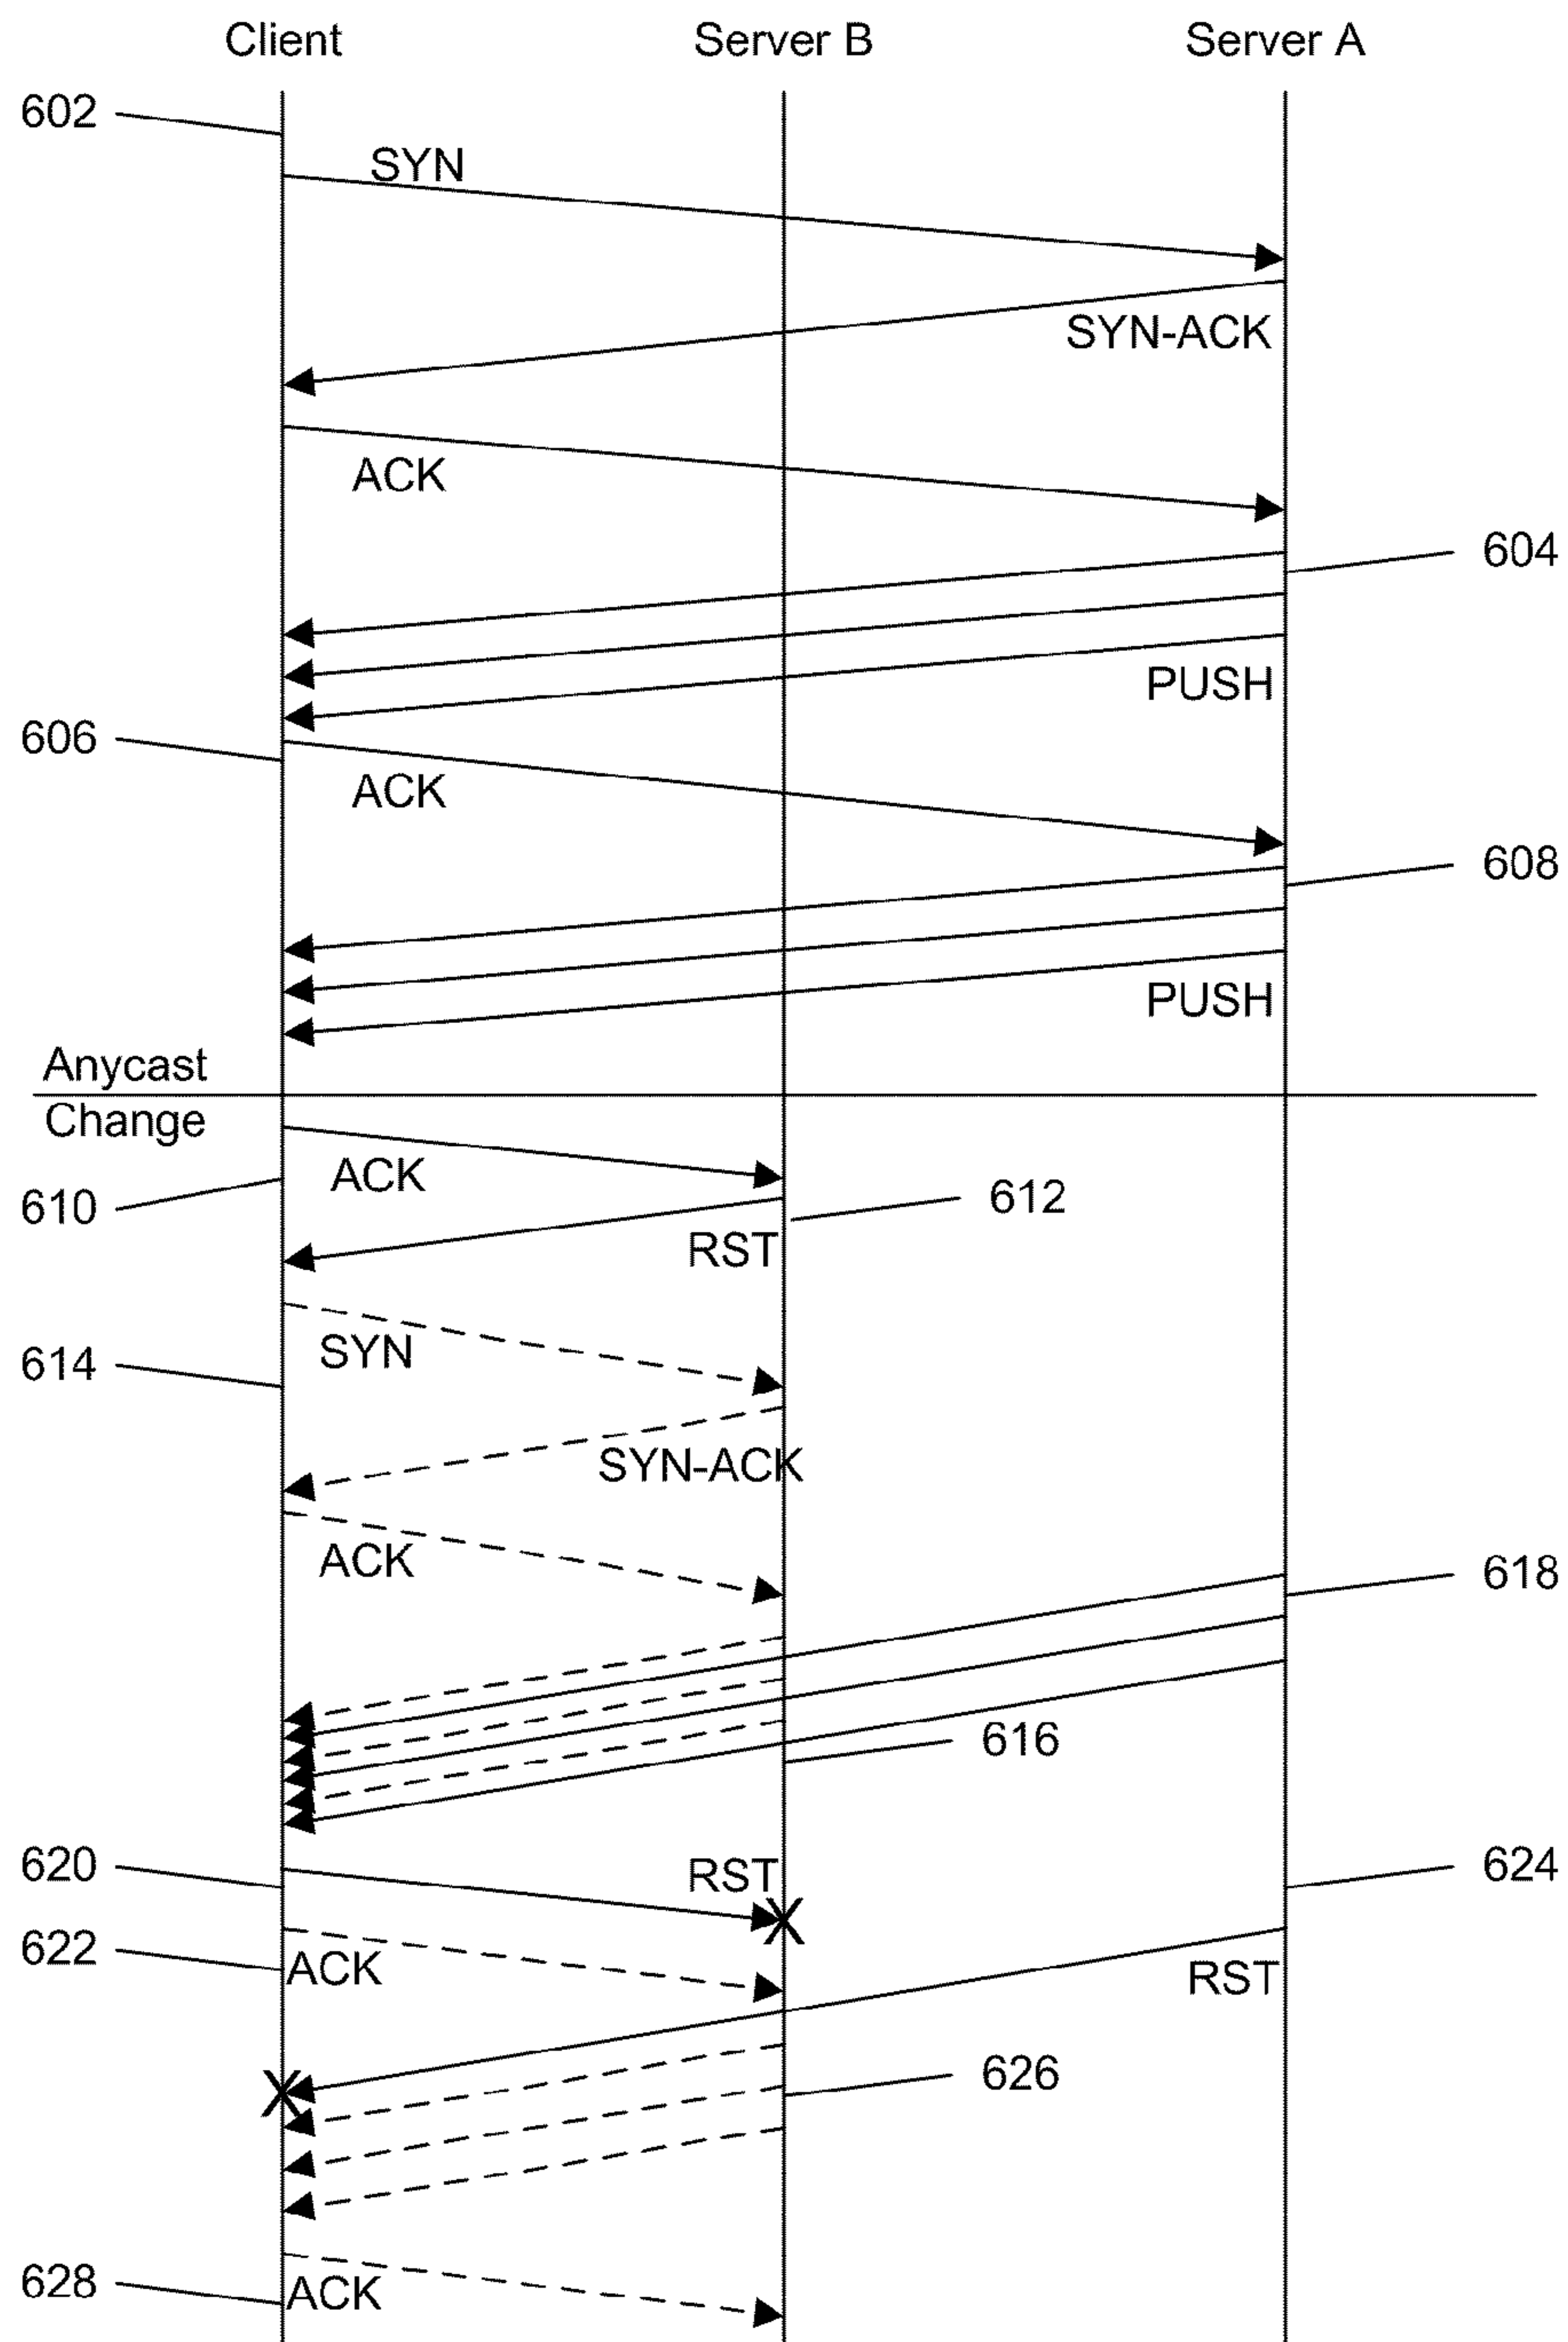 Client Server B Server A
602
SYN
SYN-ACK
ACK
604
PUSH
606
ACK
608
PUSH
Anycast
Change
ACK
610
612
RST
SYN
614
SYN-ACK
ACK
618
616
620
RST
624
622
ACK
RST
626
628
ACK